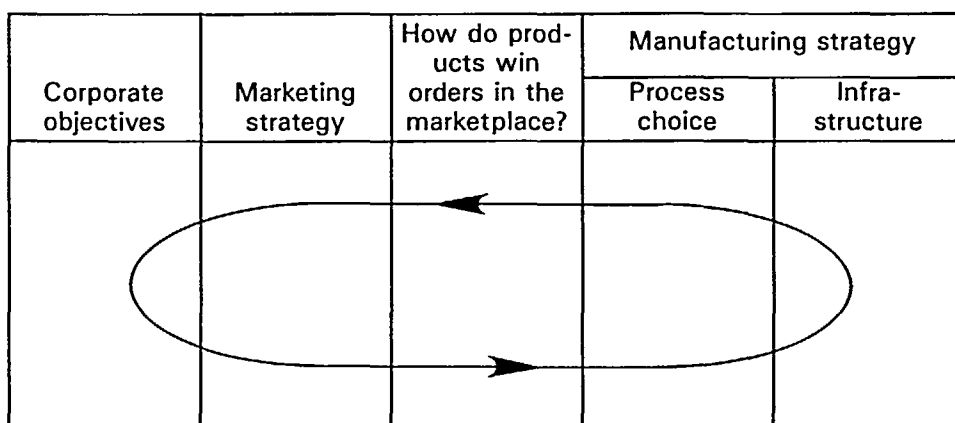 Corporate
objectives
Marketing
strategy
How do prod-
ucts win
orders in the
marketplace?
Manufacturing strategy
Process
choice
Infra-
structure